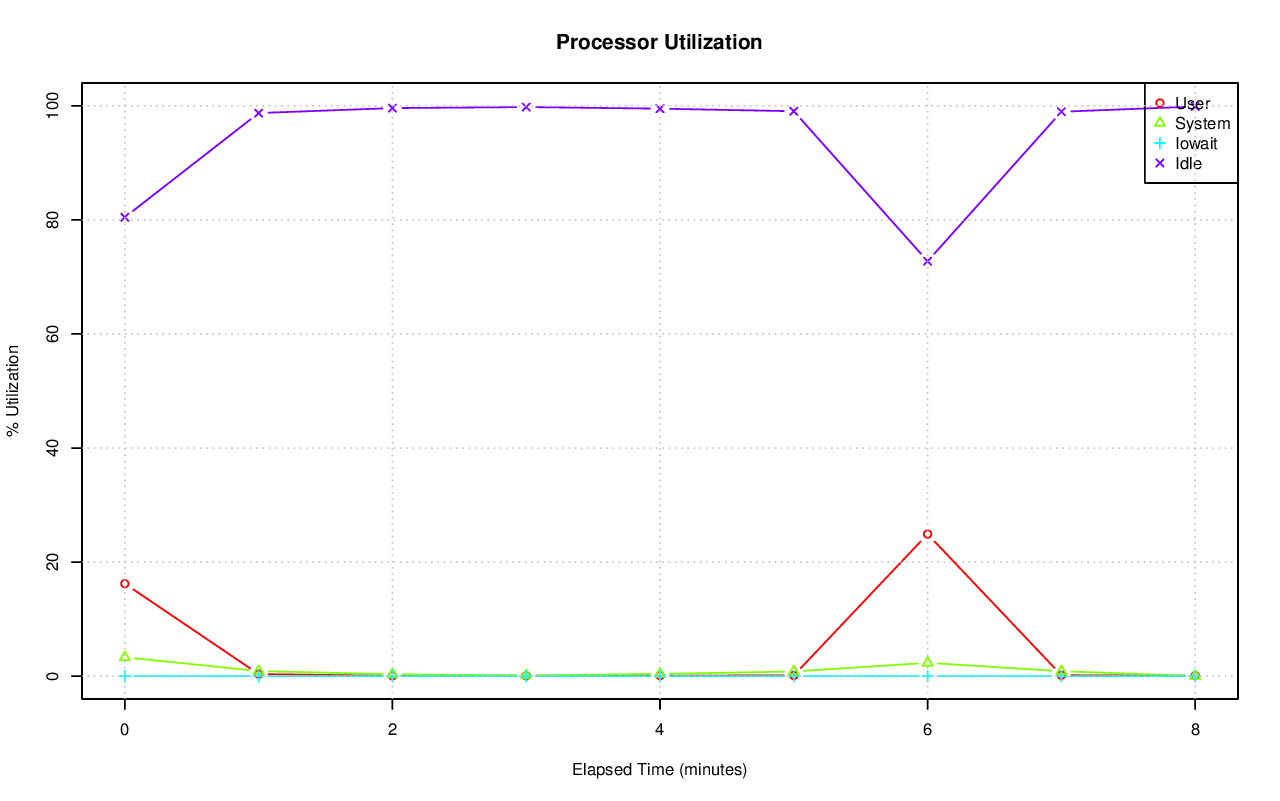 Processor Utilization
100
80
60
40
20
0
% Utilization
User
System
Iowait
Idle
0 2 4 6 8
Elapsed Time (minutes)